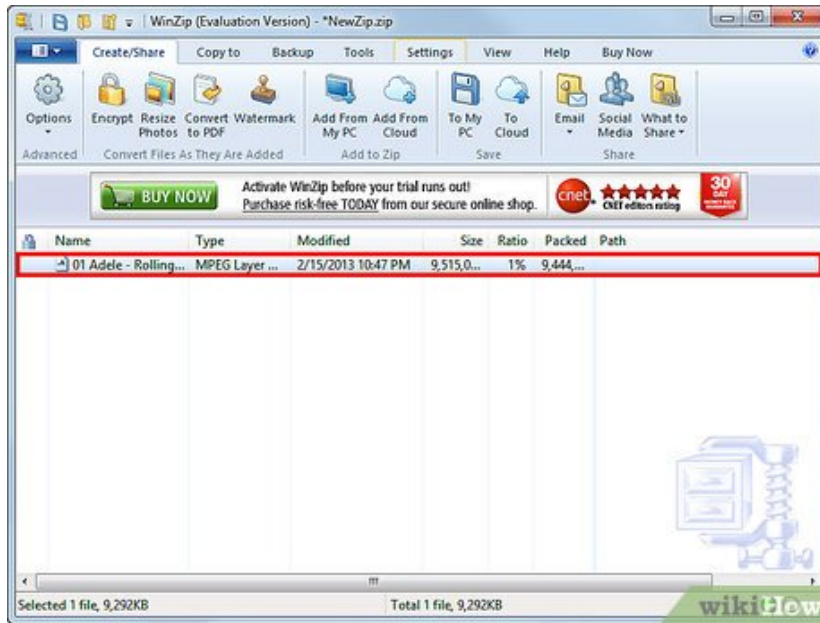 WinZip (Evaluation Version) - *NewZip.zip
Create/Share Copy to Backup Tools Settings View Help Buy Now
Options Encrypt Resize Photos Convert to PDF Watermark Add From My PC Add From Cloud To My PC To Cloud Email Social Media What to Share
Advanced Convert Files As They Are Added Add to Zip Save Share
BUY NOW
Activate WinZip before your trial runs out!
Purchase risk-free TODAY from our secure online shop.
cnet
CNET editors rating
30
DAY
Name Type Modified Size Ratio Packed Path
01 Adele - Rolling... MPEG Layer ... 2/15/2013 10:47 PM 9,515,0... 1% 9,444,...
Selected 1 file, 9,292KB Total 1 file, 9,292KB
wikiHow